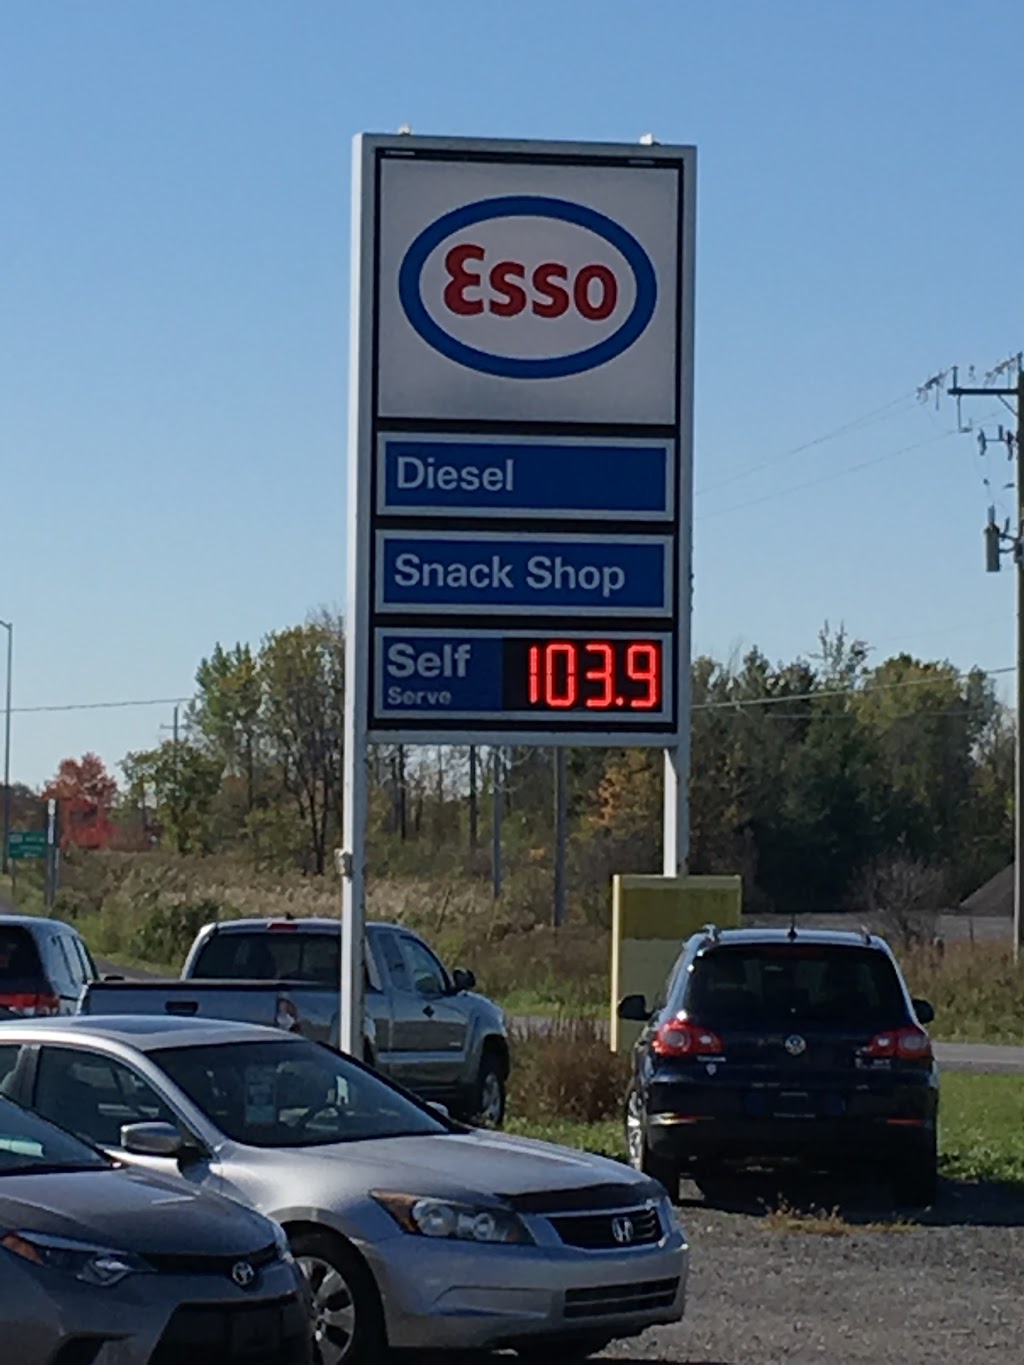 Esso
Diesel
Snack Shop
Self 103.9
Serve